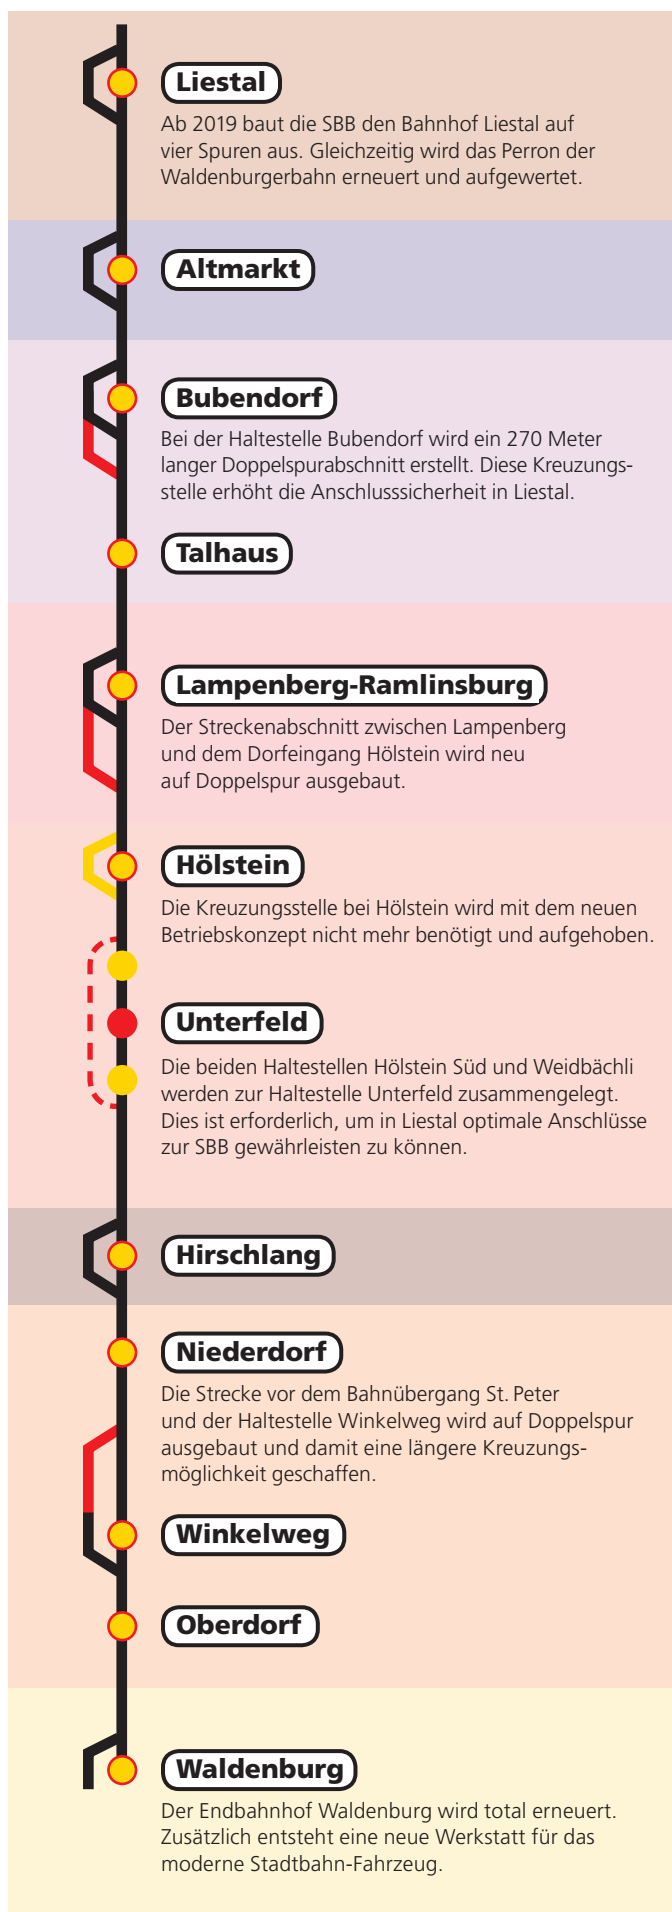 Liestal
Ab 2019 baut die SBB den Bahnhof Liestal auf
vier Spuren aus. Gleichzeitig wird das Perron der
Waldenburgerbahn erneuert und aufgewertet.
Altmarkt
Bubendorf
Bei der Haltestelle Bubendorf wird ein 270 Meter
langer Doppelspurabschnitt erstellt. Diese Kreuzungs-
stelle erhöht die Anschlusssicherheit in Liestal.
Talhaus
Lampenberg-Ramlinsburg
Der Streckenabschnitt zwischen Lampenberg
und dem Dorfeingang Hölstein wird neu
auf Doppelspur ausgebaut.
Hölstein
Die Kreuzungsstelle bei Hölstein wird mit dem neuen
Betriebskonzept nicht mehr benötigt und aufgehoben.
Unterfeld
Die beiden Haltestellen Hölstein Süd und Weidbächli
werden zur Haltestelle Unterfeld zusammengelegt.
Dies ist erforderlich, um in Liestal optimale Anschlüsse
zur SBB gewährleisten zu können.
Hirschlang
Niederdorf
Die Strecke vor dem Bahnübergang St. Peter
und der Haltestelle Winkelweg wird auf Doppelspur
ausgebaut und damit eine längere Kreuzungs-
möglichkeit geschaffen.
Winkelweg
Oberdorf
Waldenburg
Der Endbahnhof Waldenburg wird total erneuert.
Zusätzlich entsteht eine neue Werkstatt für das
moderne Stadtbahn-Fahrzeug.